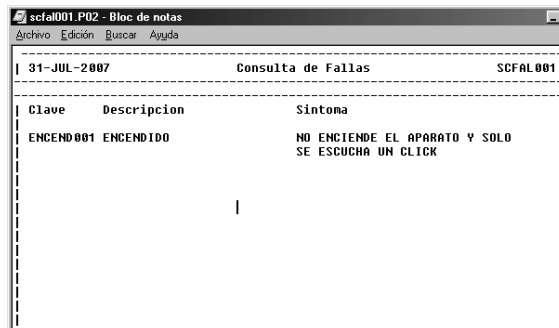 scfal001.P02 - Bloc de notas
Archivo Edición Buscar Ayuda
31-JUL-2007 Consulta de Fallas SCFAL001
Clave Descripcion Sintoma
ENCEND001 ENCENDIDO NO ENCIENDE EL APARATO Y SOLO
SE ESCUCHA UN CLICK